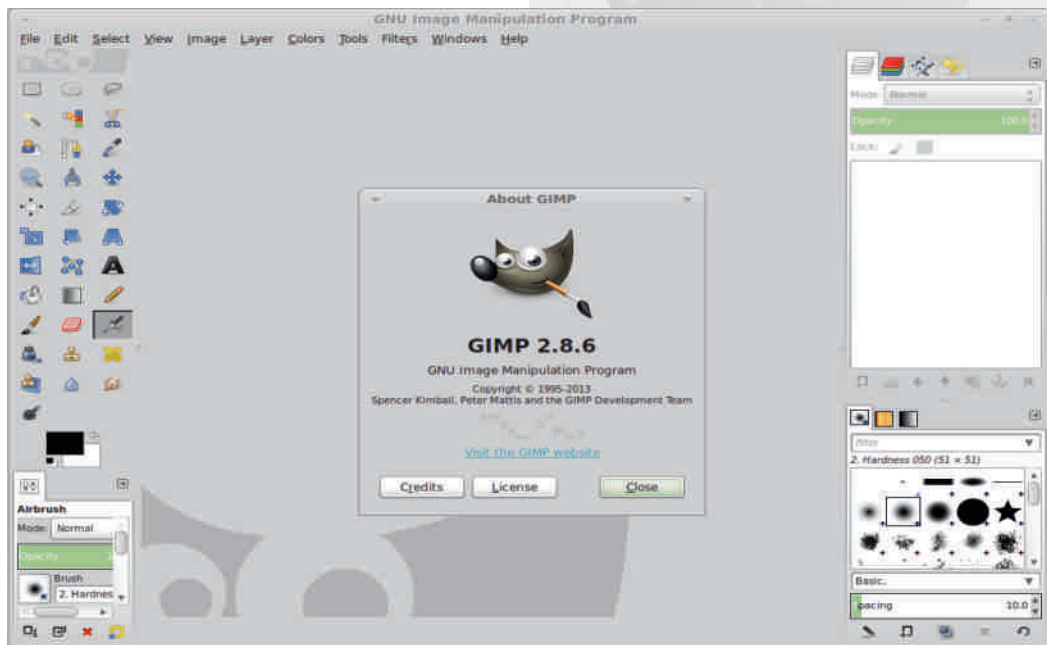 GNU Image Manipulation Program
File Edit Select View Image Layer Colors Tools Filters Windows Help
Mode: Normal
Opacity 100.0
Lock:
About GIMP
GIMP 2.8.6
GNU Image Manipulation Program
Copyright © 1995-2013
Spencer Kimball, Peter Mattis and the GIMP Development Team
Visit the GIMP website
Credits License Close
Airbrush
Mode: Normal
Opacity
Brush
2. Hardnes
filter
2. Hardness 050 (51 × 51)
Basic,
pacing 10.0